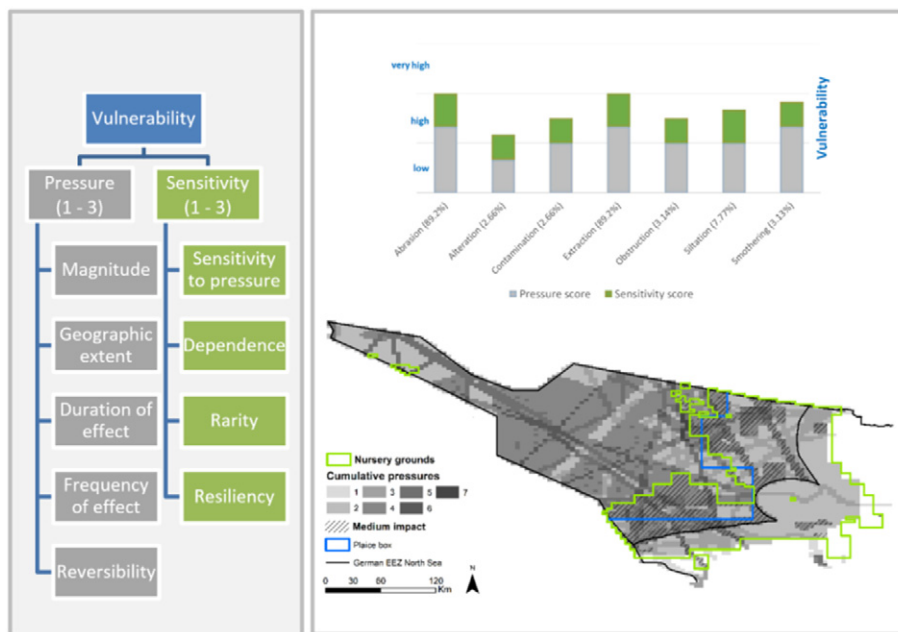 Vulnerability
Pressure
(1 - 3)
Sensitivity
(1 - 3)
Magnitude
Sensitivity
to pressure
Geographic
extent
Dependence
Duration of
effect
Rarity
Frequency
of effect
Resiliency
Reversibility
very high
high
low
Vulnerability
Abrasion (89.2%)
Alteration (2.66%)
Contamination (2.66%)
Extraction (89.2%)
Obstruction (3.14%)
Siltation (7.77%)
Smothering (3.13%)
Pressure score
Sensitivity score
Nursery grounds
Cumulative pressures
1 3 5 7
2 4 6
Medium impact
Plaice box
German EEZ North Sea
N
0 30 60 120
Km